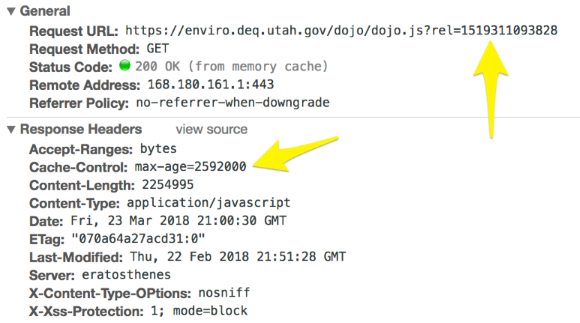 ▼ General
Request URL: https://enviro.deq.utah.gov/dojo/dojo.js?rel=1519311093828
Request Method: GET
Status Code: 200 OK (from memory cache)
Remote Address: 168.180.161.1:443
Referrer Policy: no-referrer-when-downgrade
▼ Response Headers view source
Accept-Ranges: bytes
Cache-Control: max-age=2592000
Content-Length: 2254995
Content-Type: application/javascript
Date: Fri, 23 Mar 2018 21:00:30 GMT
ETag: "070a64a27acd31:0"
Last-Modified: Thu, 22 Feb 2018 21:51:28 GMT
Server: eratosthenes
X-Content-Type-OPtions: nosniff
X-Xss-Protection: 1; mode=block